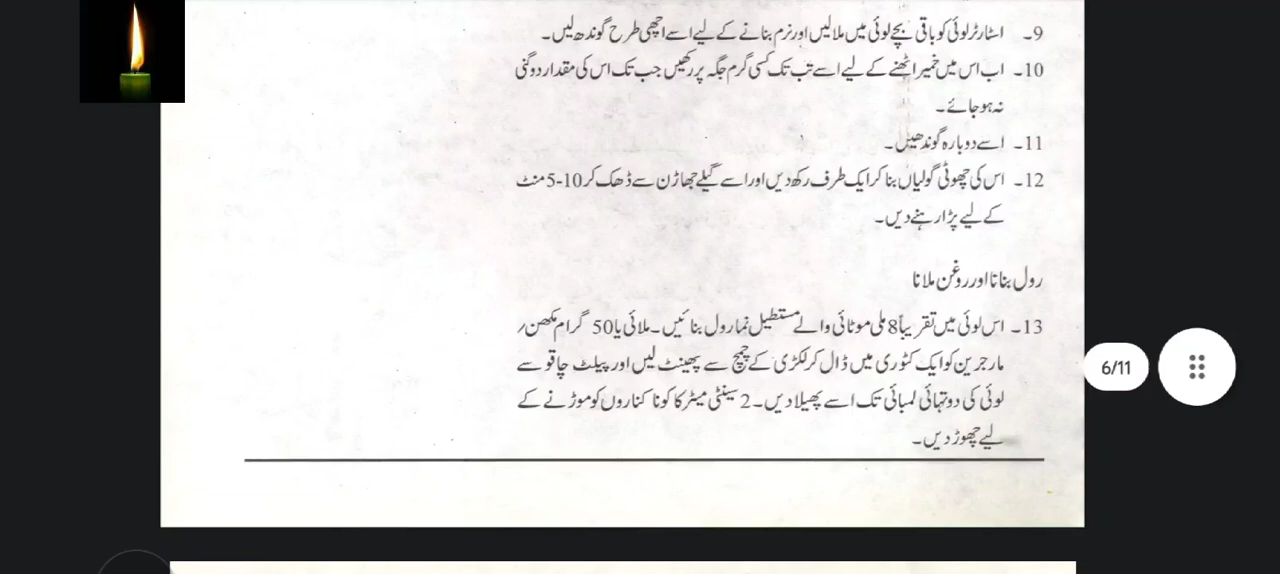 9۔ اسٹارٹر لوئی کو باقی بچے لوئی میں ملا لیں اور نرم بنانے کے لیے اسے اچھی طرح گوندھ لیں۔
10۔ اب اس میں خمیر اٹھنے کے لیے اسے تب تک کسی گرم جگہ پر رکھیں جب تک اس کی مقدار دوگنی
نہ ہو جائے۔
11۔ اسے دوبارہ گوندھیں۔
12۔ اس کی چھوٹی گولیاں بنا کر ایک طرف رکھ دیں اور اسے گیلے جھاڑن سے ڈھک کر 10-5 منٹ
کے لیے پڑا رہنے دیں۔
رول بنانا اور روغن ملانا
13۔ اس لوئی میں تقریباً 8 ملی موٹائی والے مستطیل نما رول بنائیں۔ ملائی یا 50 گرام مکھن/
مارجرین کو ایک کٹوری میں ڈال کر لکڑی کے چمچ سے پھینٹ لیں اور پیلٹ چاقو سے
لوئی کی دو تہائی لمبائی تک اسے پھیلا دیں۔ 2 سینٹی میٹر کا کونا کناروں کو موڑنے کے
لیے چھوڑ دیں۔
6/11